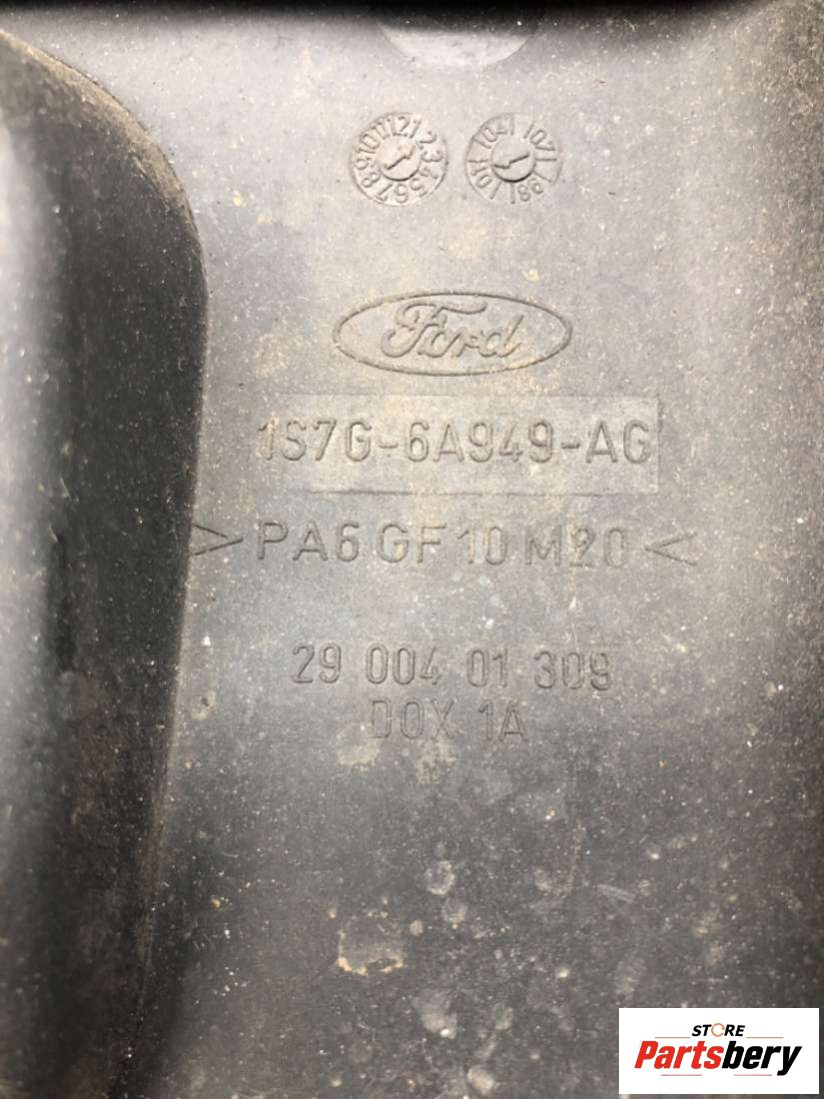 Ford
1S7G-6A949-AG
>PA6 GF10 M20<
29 004 01 309
DOX 1A
STORE
Partsbery